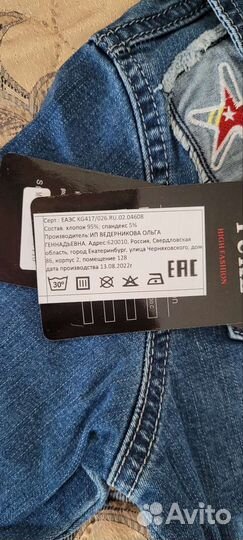 HIGH FASHION
Серт.: ЕАЭС KG417/026.RU.02.04608
Состав: хлопок 95%; спандекс 5%
Производитель: ИП ВЕДЕРНИКОВА ОЛЬГА
ГЕННАДЬЕВНА, Адрес:620010, Россия, Свердловская
область, город Екатеринбург, улица Черняховского, дом
86, корпус 2, помещение 128
дата производства 13.08.2022г
30°
EAC
Avito